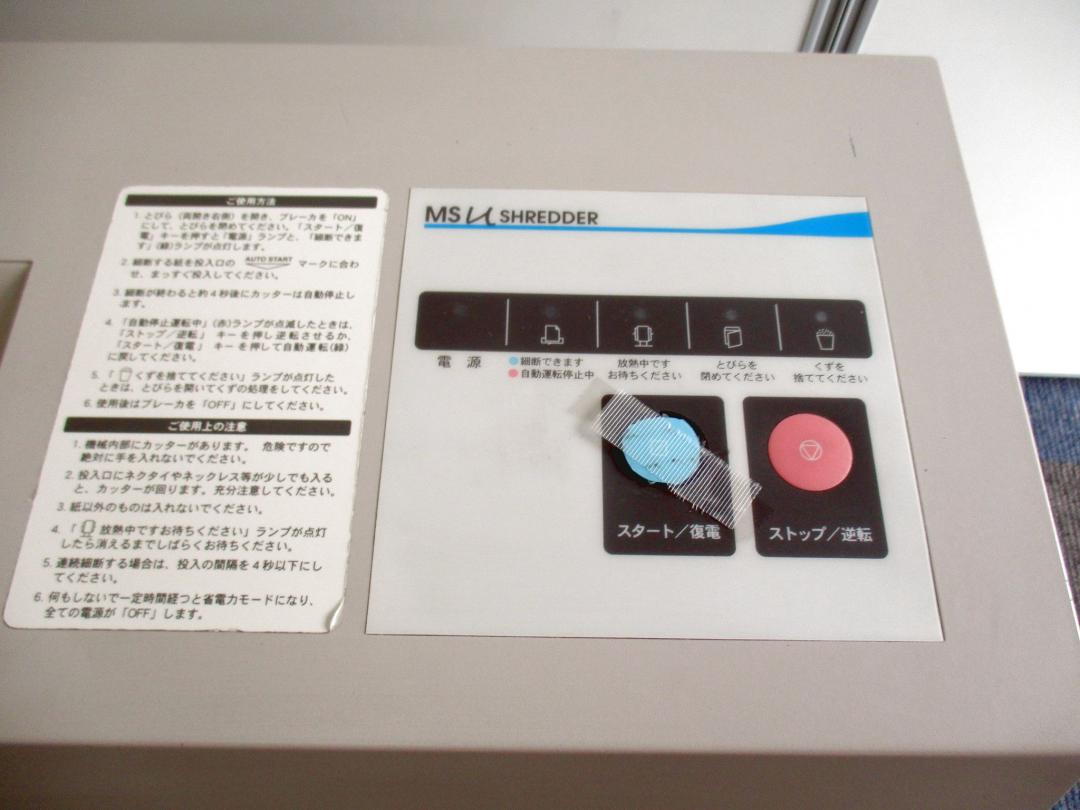 ご使用方法
1. とびら（両開き右側）を開き、ブレーカを「ON」
にして、とびらを閉めてください。「スタート／復
電」キーを押すと「電源」ランプと、「細断できま
す」(緑)ランプが点灯します。
2. 細断する紙を投入口の AUTO START マークに合わ
せ、まっすぐ投入してください。
3. 細断が終わると約4秒後にカッターは自動停止し
ます。
4. 「自動停止運転中」(赤)ランプが点滅したときは、
「ストップ／逆転」 キーを押し逆転させるか、
「スタート／復電」 キーを押して自動運転(緑)
に戻してください。
5. 「 くずを捨ててください」ランプが点灯した
ときは、とびらを開いてくずの処理をしてください。
6. 使用後はブレーカを「OFF」にしてください。
ご使用上の注意
1. 機械内部にカッターがあります。 危険ですので
絶対に手を入れないでください。
2. 投入口にネクタイやネックレス等が少しでも入る
と、カッターが回ります。充分注意してください。
3. 紙以外のものは入れないでください。
4. 「 放熱中ですお待ちください」ランプが点灯
したら消えるまでしばらくお待ちください。
5. 連続細断する場合は、投入の間隔を4秒以下にし
てください。
6. 何もしないで一定時間経つと省電力モードになり、
全ての電源が「OFF」します。
MS μ SHREDDER
電 源
細断できます
自動運転停止中
放熱中です
お待ちください
とびらを
閉めてください
くずを
捨ててください
スタート／復電
ストップ／逆転